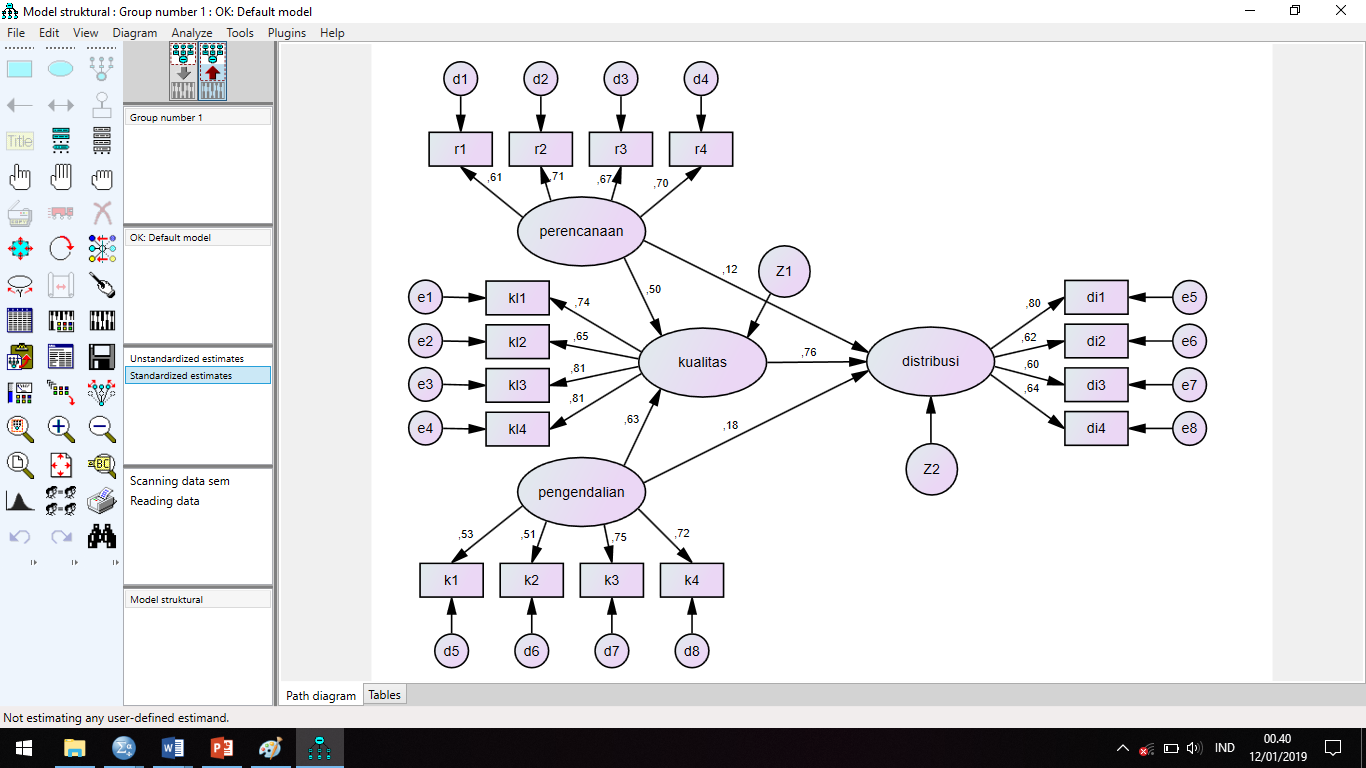 Model struktural : Group number 1 : OK: Default model
File Edit View Diagram Analyze Tools Plugins Help
Title
Group number 1
OK: Default model
Unstandardized estimates
Standardized estimates
Scanning data sem
Reading data
Model struktural
d1 d2 d3 d4
r1 r2 r3 r4
,61 ,71 ,67 ,70
perencanaan
,12
Z1
,50
e1 kl1 ,74
e2 kl2 ,65
e3 kl3 ,81
e4 kl4 ,81
kualitas
,76
distribusi
,80 di1 e5
,62 di2 e6
,60 di3 e7
,64 di4 e8
,63
,18
Z2
pengendalian
,53 ,51 ,75 ,72
k1 k2 k3 k4
d5 d6 d7 d8
Path diagram Tables
Not estimating any user-defined estimand.
IND
00.40
12/01/2019